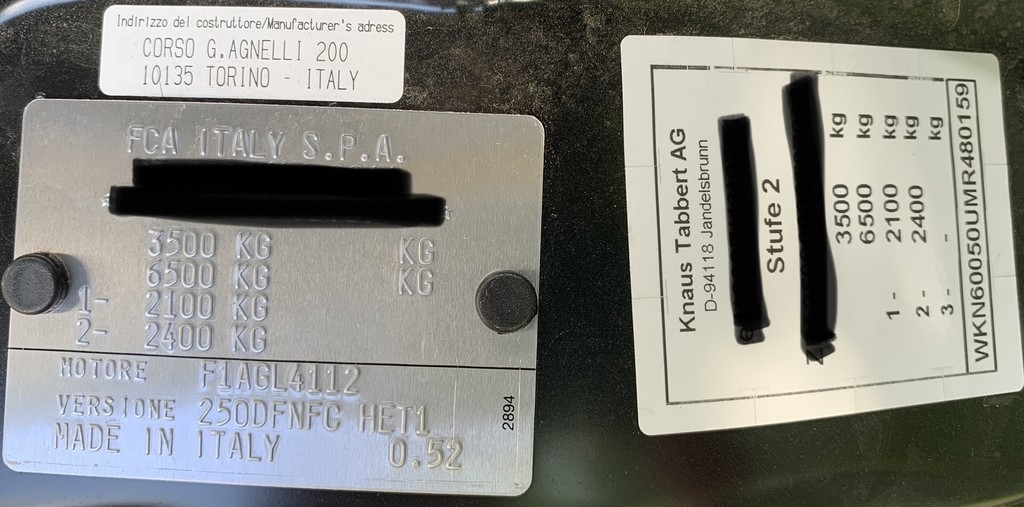 Indirizzo del costruttore/Manufacturer's adress
CORSO G.AGNELLI 200
10135 TORINO - ITALY
FCA ITALY S.P.A.
3500 KG KG
6500 KG KG
1- 2100 KG
2- 2400 KG
MOTORE F1AGL4112
VERSIONE 250DFNFC HET1
MADE IN ITALY 0.52
2894
Knaus Tabbert AG
D-94118 Jandelsbrunn
Stufe 2
3500 kg
6500 kg
1 - 2100 kg
2 - 2400 kg
3 - - kg
WKN60050UMR480159